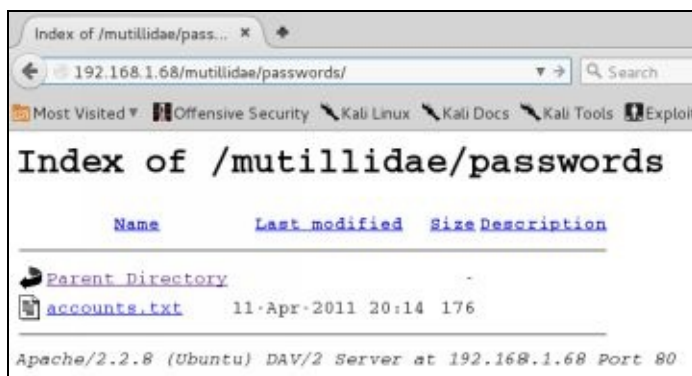 Index of /mutillidae/pass...
192.168.1.68/mutillidae/passwords/
Search
Most Visited
Offensive Security
Kali Linux
Kali Docs
Kali Tools
Exploi
Index of /mutillidae/passwords
Name Last modified Size Description
Parent Directory -
accounts.txt 11-Apr-2011 20:14 176
Apache/2.2.8 (Ubuntu) DAV/2 Server at 192.168.1.68 Port 80